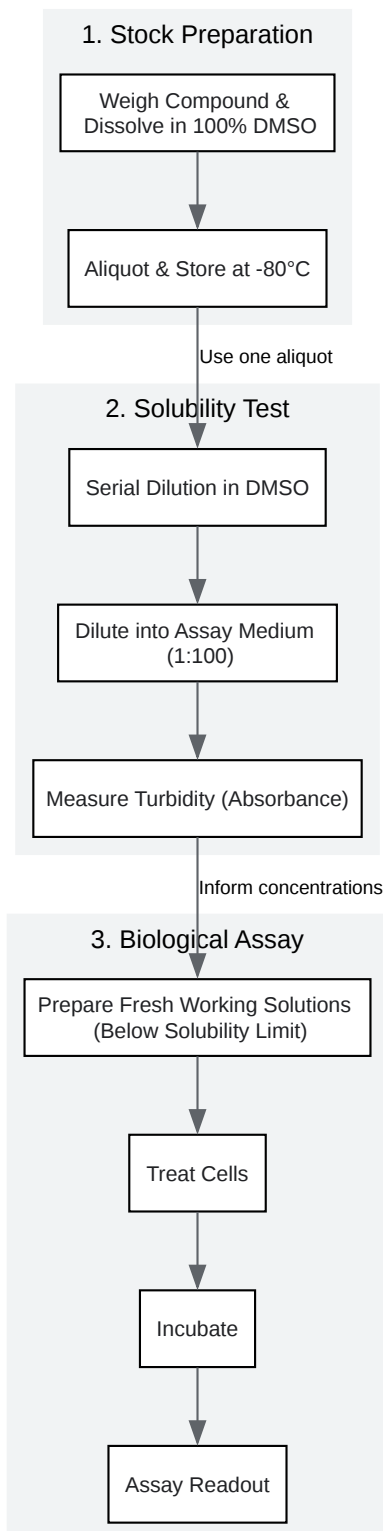 1. Stock Preparation
Weigh Compound &
Dissolve in 100% DMSO
Aliquot & Store at -80°C
Use one aliquot
2. Solubility Test
Serial Dilution in DMSO
Dilute into Assay Medium
(1:100)
Measure Turbidity (Absorbance)
Inform concentrations
3. Biological Assay
Prepare Fresh Working Solutions
(Below Solubility Limit)
Treat Cells
Incubate
Assay Readout